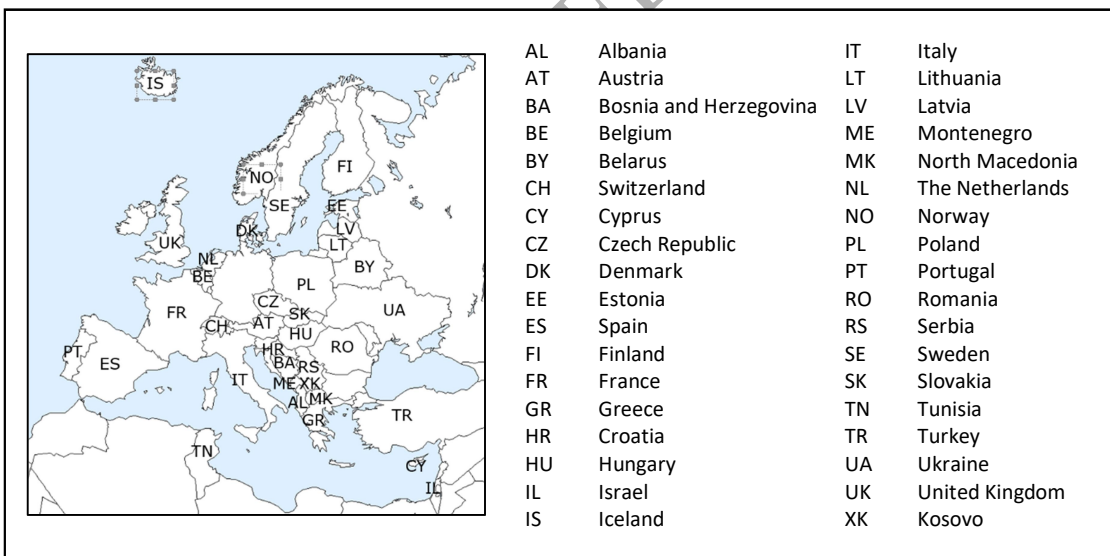 IS
NO
FI
SE
EE
DK
LV
LT
UK
NL
BE
BY
PL
CZ
FR
SK
UA
CH
AT
HU
HR
RO
PT
ES
BA
RS
IT
ME
XK
AL
MK
TR
GR
TN
CY
IL
AL Albania IT Italy
AT Austria LT Lithuania
BA Bosnia and Herzegovina LV Latvia
BE Belgium ME Montenegro
BY Belarus MK North Macedonia
CH Switzerland NL The Netherlands
CY Cyprus NO Norway
CZ Czech Republic PL Poland
DK Denmark PT Portugal
EE Estonia RO Romania
ES Spain RS Serbia
FI Finland SE Sweden
FR France SK Slovakia
GR Greece TN Tunisia
HR Croatia TR Turkey
HU Hungary UA Ukraine
IL Israel UK United Kingdom
IS Iceland XK Kosovo